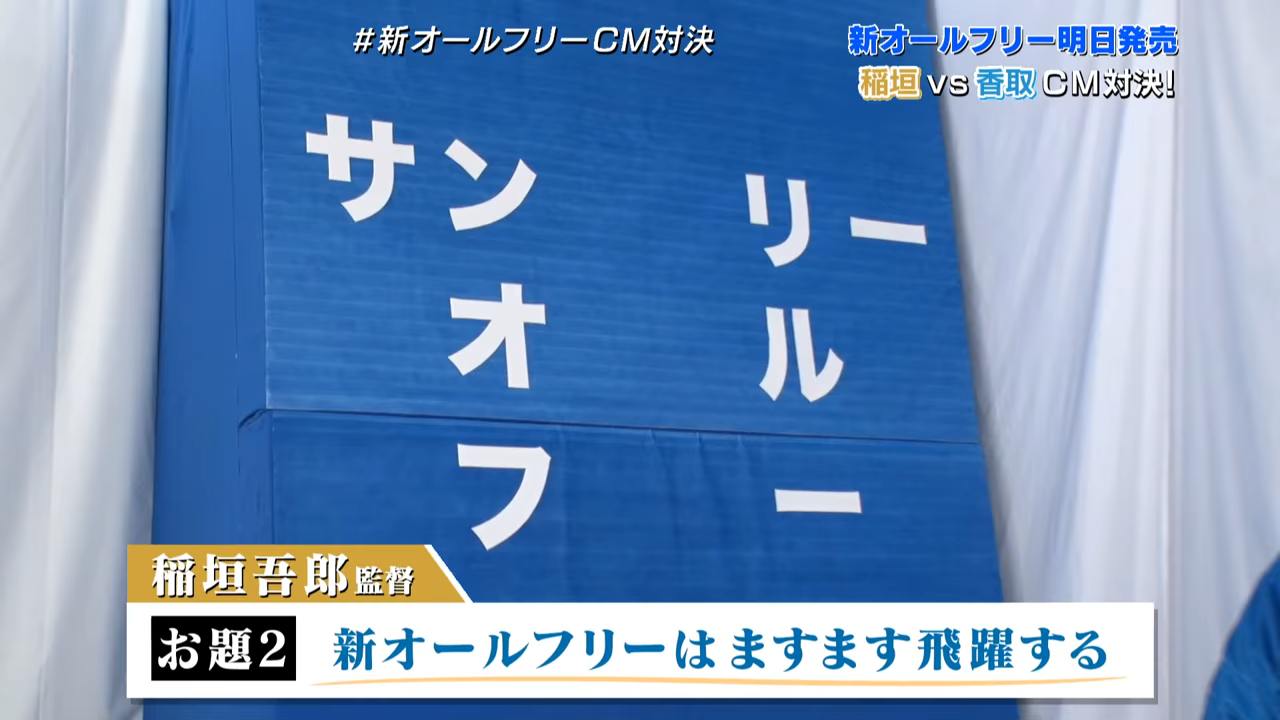 #新オールフリーCM対決
新オールフリー明日発売
稲垣 vs 香取 CM対決!
サン リー
オ ル
フ ー
稲垣吾郎監督
お題2 新オールフリーはますます飛躍する